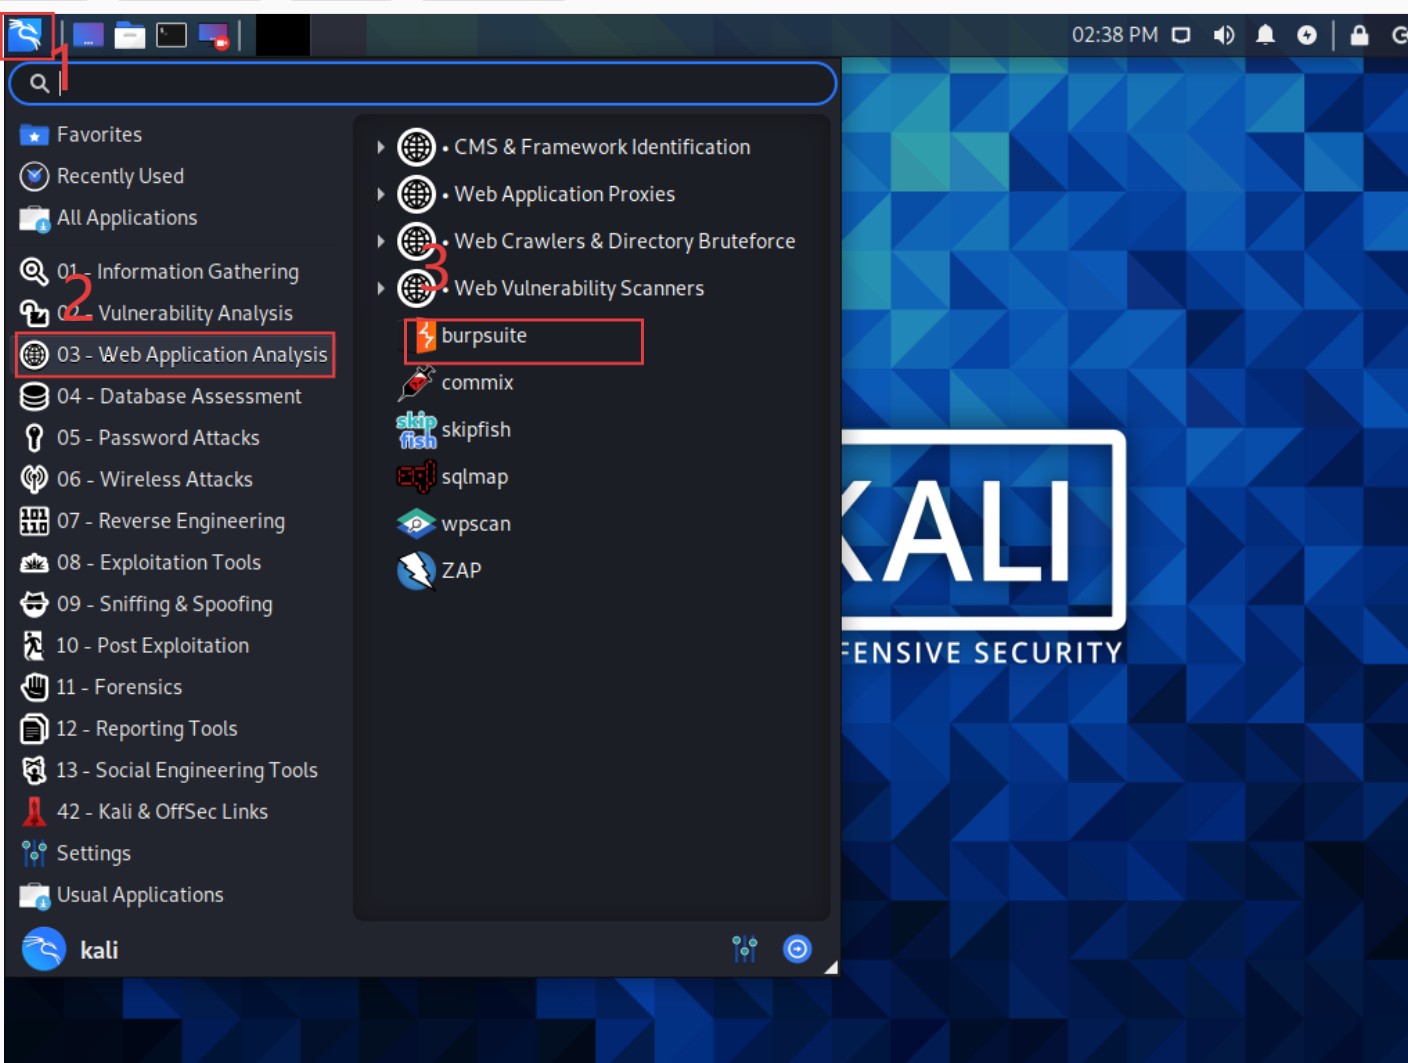 02:38 PM
1
Favorites
Recently Used
All Applications
01 - Information Gathering
2
02 - Vulnerability Analysis
03 - Web Application Analysis
04 - Database Assessment
05 - Password Attacks
06 - Wireless Attacks
07 - Reverse Engineering
08 - Exploitation Tools
09 - Sniffing & Spoofing
10 - Post Exploitation
11 - Forensics
12 - Reporting Tools
13 - Social Engineering Tools
42 - Kali & OffSec Links
Settings
Usual Applications
kali
• CMS & Framework Identification
• Web Application Proxies
• Web Crawlers & Directory Bruteforce
3
• Web Vulnerability Scanners
burpsuite
commix
skip
fish
skipfish
sqlmap
wpscan
ZAP
KALI
FENSIVE SECURITY